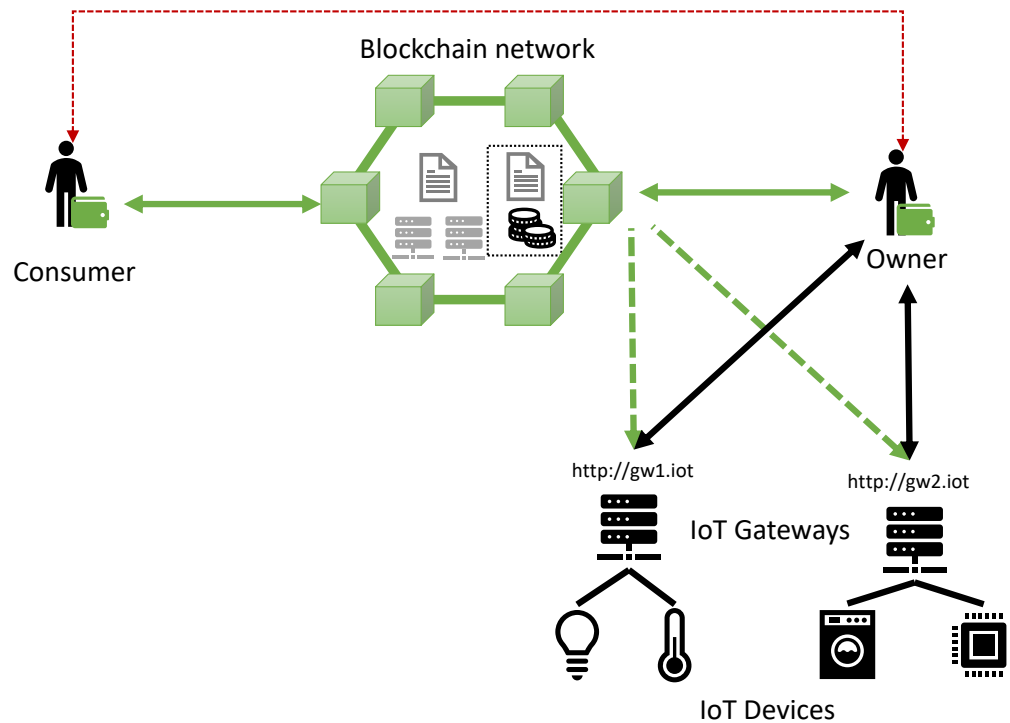 Blockchain network
Consumer
Owner
http://gw1.iot
http://gw2.iot
IoT Gateways
IoT Devices